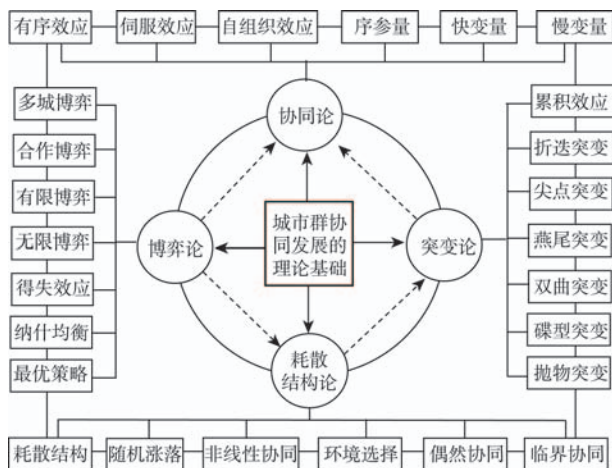 有序效应
伺服效应
自组织效应
序参量
快变量
慢变量
多城博弈
合作博弈
有限博弈
无限博弈
得失效应
纳什均衡
最优策略
协同论
博弈论
城市群协
同发展的
理论基础
突变论
耗散
结构论
累积效应
折迭突变
尖点突变
燕尾突变
双曲突变
碟型突变
抛物突变
耗散结构
随机涨落
非线性协同
环境选择
偶然协同
临界协同